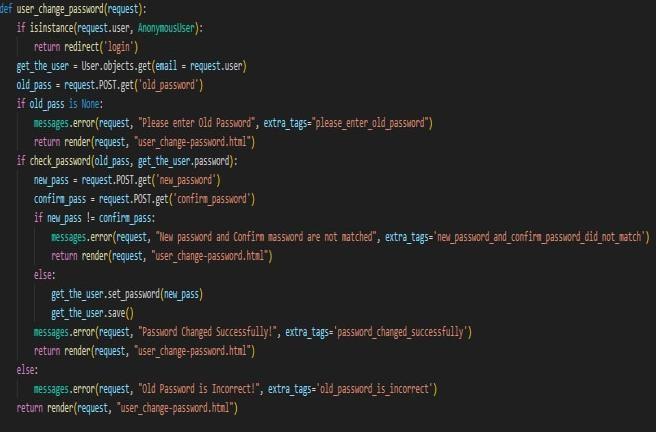 def user_change_password(request):
    if isinstance(request.user, AnonymousUser):
        return redirect('login')
    get_the_user = User.objects.get(email = request.user)
    old_pass = request.POST.get('old_password')
    if old_pass is None:
        messages.error(request, "Please enter Old Password", extra_tags="please_enter_old_password")
        return render(request, "user_change-password.html")
    if check_password(old_pass, get_the_user.password):
        new_pass = request.POST.get('new_password')
        confirm_pass = request.POST.get('confirm_password')
        if new_pass != confirm_pass:
            messages.error(request, "New password and Confirm massword are not matched", extra_tags='new_password_and_confirm_password_did_not_match')
            return render(request, "user_change-password.html")
        else:
            get_the_user.set_password(new_pass)
            get_the_user.save()
        messages.error(request, "Password Changed Successfully!", extra_tags='password_changed_successfully')
        return render(request, "user_change-password.html")
    else:
        messages.error(request, "Old Password is Incorrect!", extra_tags='old_password_is_incorrect')
    return render(request, "user_change-password.html")